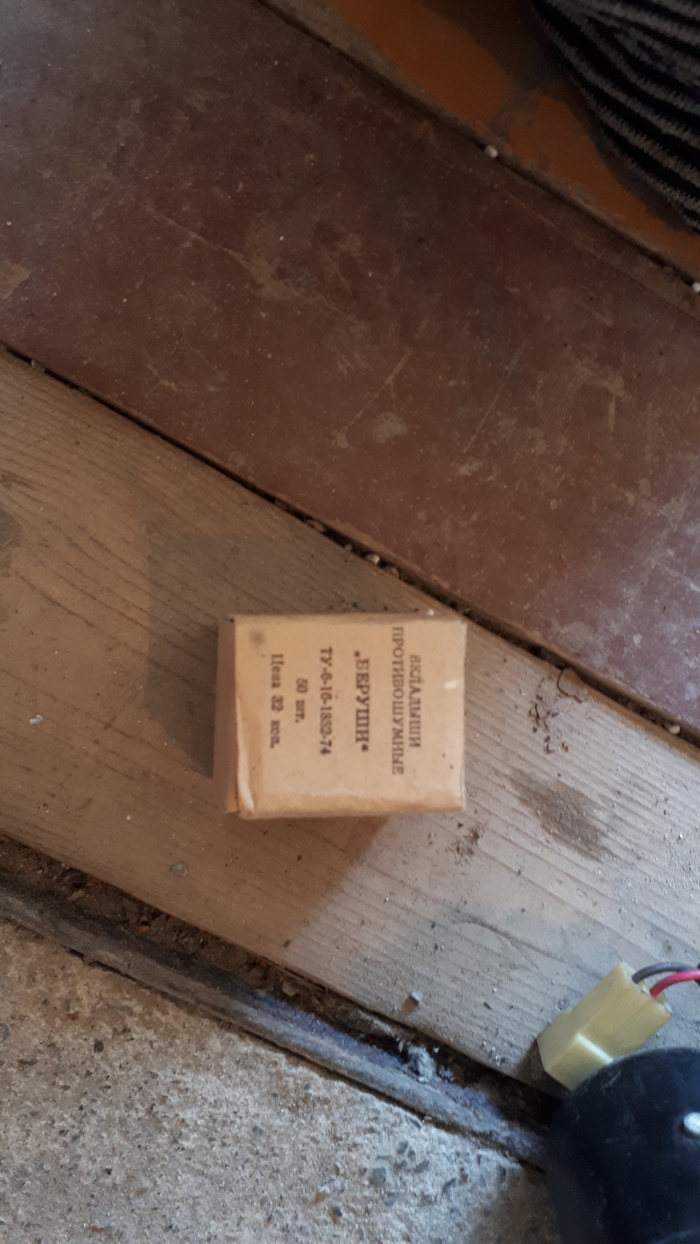 ВКЛАДЫШИ
ПРОТИВОШУМНЫЕ
„БЕРУШИ“
ТУ-6-16-1852-74
50 шт.
Цена 32 коп.